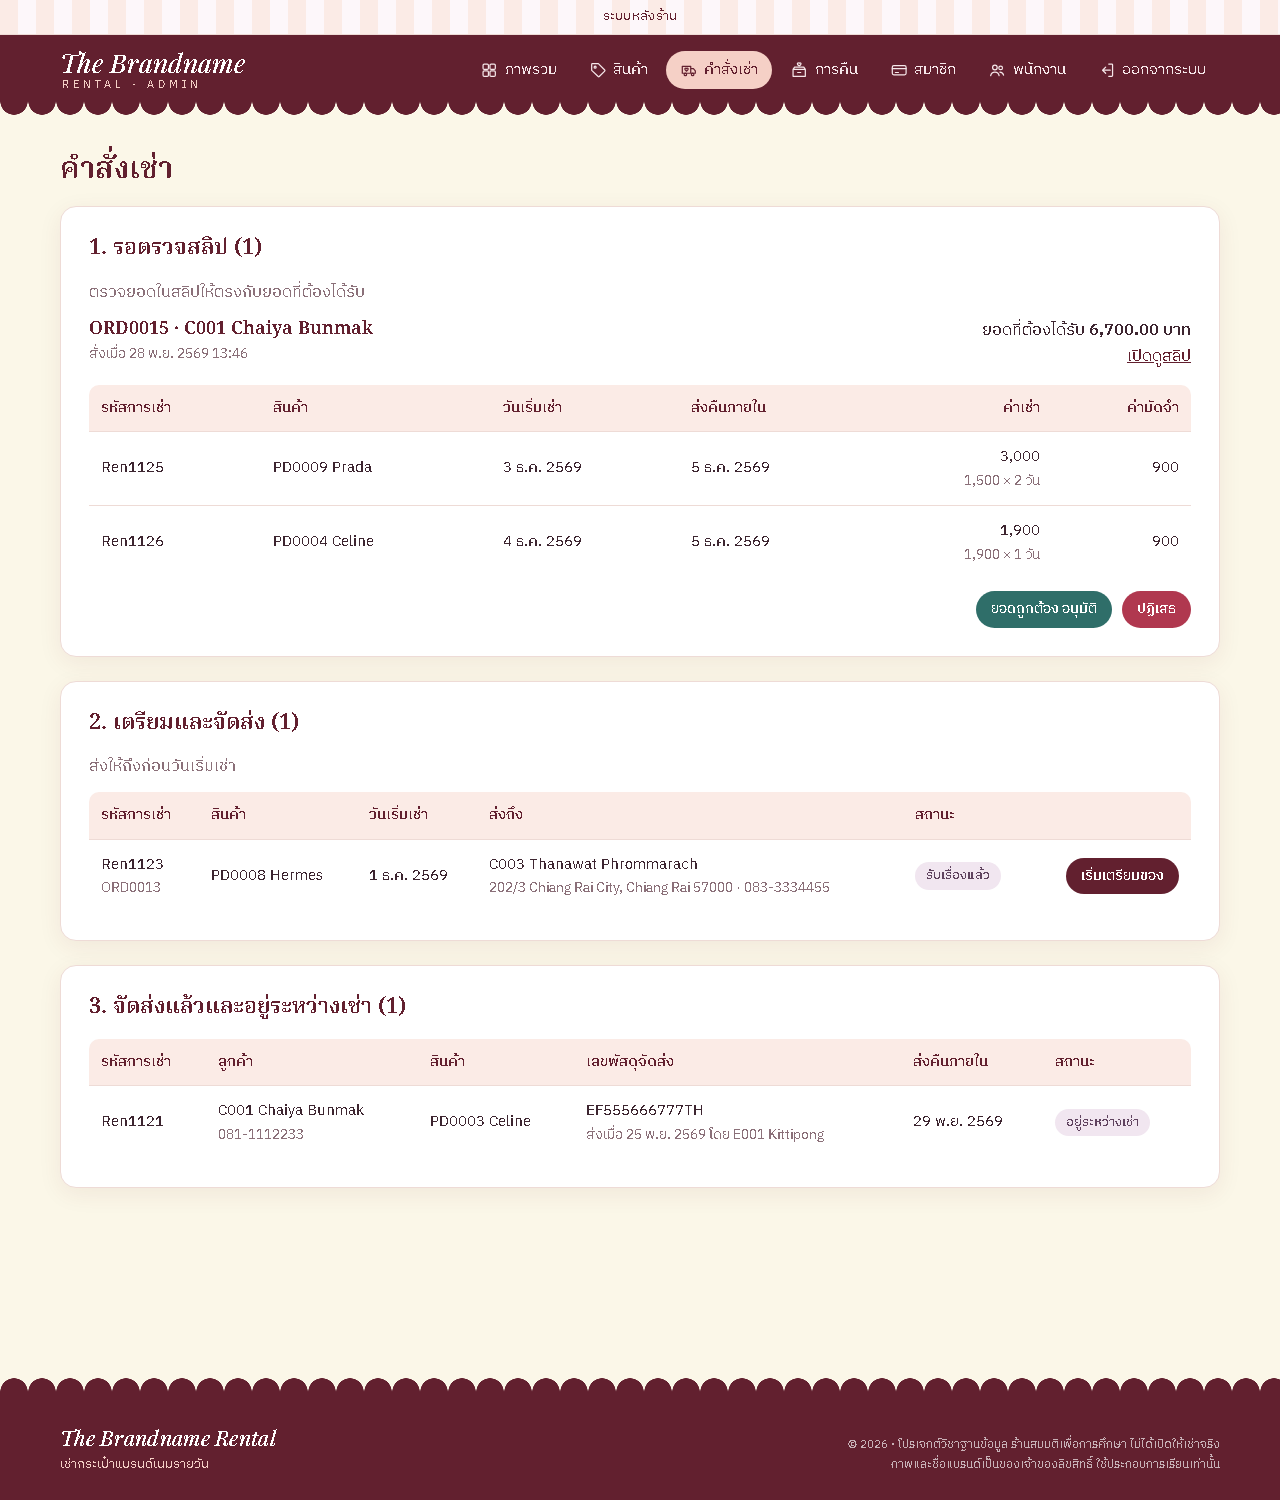 ระบบหลังร้าน
The Brandname
RENTAL · ADMIN
ภาพรวม
สินค้า
คำสั่งเช่า
การคืน
สมาชิก
พนักงาน
ออกจากระบบ
คำสั่งเช่า
1. รอตรวจสลิป (1)
ตรวจยอดในสลิปให้ตรงกับยอดที่ต้องได้รับ
ORD0015 · C001 Chaiya Bunmak
ยอดที่ต้องได้รับ 6,700.00 บาท
สั่งเมื่อ 28 พ.ย. 2569 13:46
เปิดดูสลิป
รหัสการเช่า สินค้า วันเริ่มเช่า ส่งคืนภายใน ค่าเช่า ค่ามัดจำ
Ren1125 PD0009 Prada 3 ธ.ค. 2569 5 ธ.ค. 2569 3,000 900
1,500 × 2 วัน
Ren1126 PD0004 Celine 4 ธ.ค. 2569 5 ธ.ค. 2569 1,900 900
1,900 × 1 วัน
ยอดถูกต้อง อนุมัติ
ปฏิเสธ
2. เตรียมและจัดส่ง (1)
ส่งให้ถึงก่อนวันเริ่มเช่า
รหัสการเช่า สินค้า วันเริ่มเช่า ส่งถึง สถานะ
Ren1123 PD0008 Hermes 1 ธ.ค. 2569 C003 Thanawat Phrommarach รับเรื่องแล้ว เริ่มเตรียมของ
ORD0013 202/3 Chiang Rai City, Chiang Rai 57000 · 083-3334455
3. จัดส่งแล้วและอยู่ระหว่างเช่า (1)
รหัสการเช่า ลูกค้า สินค้า เลขพัสดุจัดส่ง ส่งคืนภายใน สถานะ
Ren1121 C001 Chaiya Bunmak PD0003 Celine EF555666777TH 29 พ.ย. 2569 อยู่ระหว่างเช่า
081-1112233 ส่งเมื่อ 25 พ.ย. 2569 โดย E001 Kittipong
The Brandname Rental
เช่ากระเป๋าแบรนด์เนมรายวัน
© 2026 · โปรเจกต์วิชาฐานข้อมูล ร้านสมมติเพื่อการศึกษา ไม่ได้เปิดให้เช่าจริง
ภาพและชื่อแบรนด์เป็นของเจ้าของลิขสิทธิ์ ใช้ประกอบการเรียนเท่านั้น